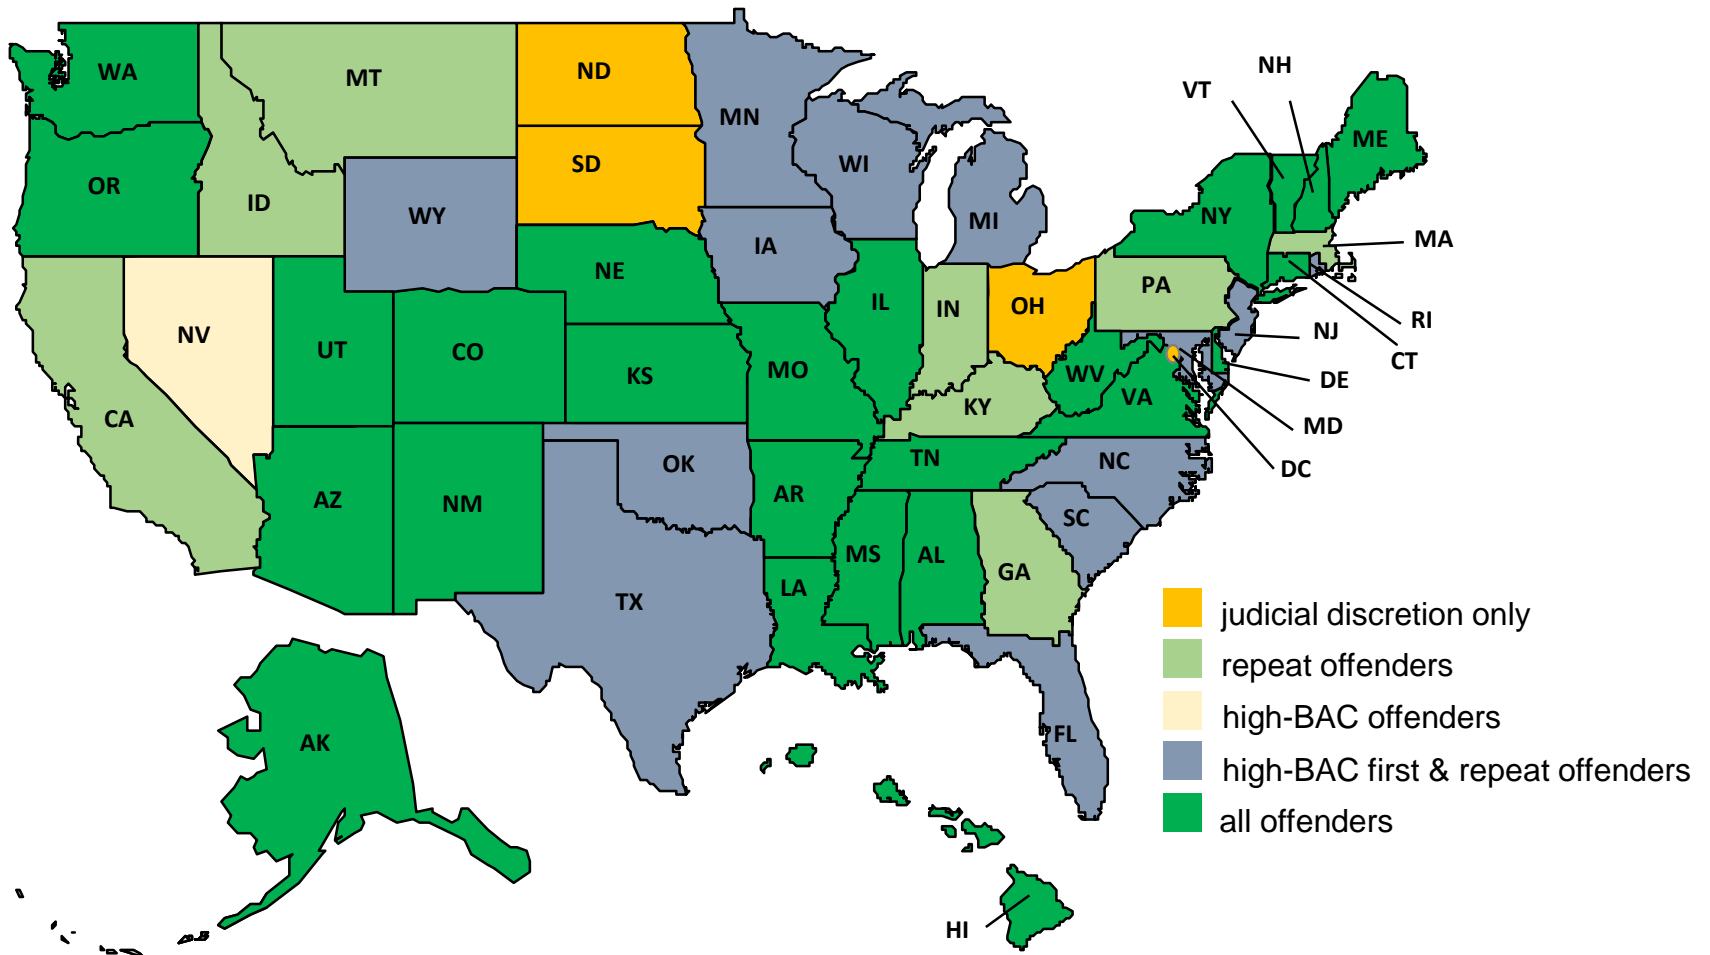 NH
WA
MT
ND
VT
MN
ME
WI
SD
OR
ID
WY
NY
MI
MA
IA
NE
PA
IL
IN
OH
RI
NV
NJ
UT
CO
CT
MO
KS
WV
DE
VA
CA
KY
MD
TN
NC
DC
OK
AZ
NM
AR
SC
MS
AL
GA
LA
TX
judicial discretion only
repeat offenders
high-BAC offenders
FL
AK
high-BAC first & repeat offenders
all offenders
HI